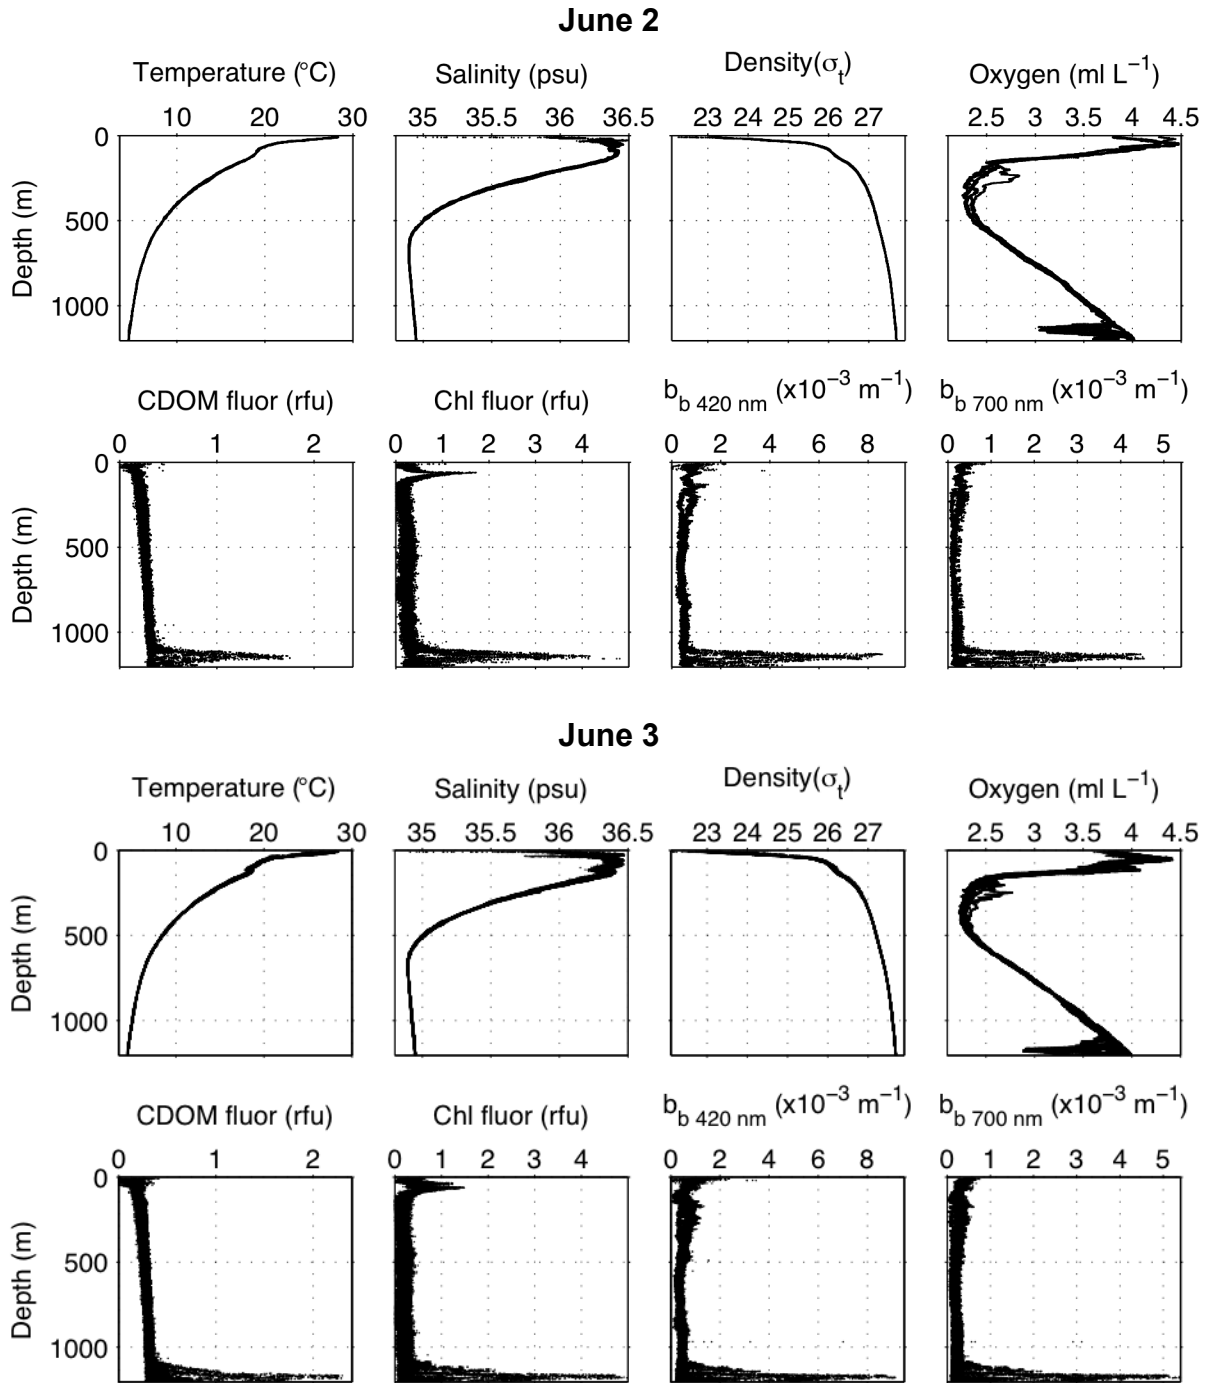 June 2
Temperature (°C) Salinity (psu) Density(σt) Oxygen (ml L−1)
10 20 30 35 35.5 36 36.5 23 24 25 26 27 2.5 3 3.5 4 4.5
0
Depth (m)
500
1000
CDOM fluor (rfu) Chl fluor (rfu) bb 420 nm (x10−3 m−1) bb 700 nm (x10−3 m−1)
0 1 2 0 1 2 3 4 0 2 4 6 8 0 1 2 3 4 5
0
Depth (m)
500
1000
June 3
Temperature (°C) Salinity (psu) Density(σt) Oxygen (ml L−1)
10 20 30 35 35.5 36 36.5 23 24 25 26 27 2.5 3 3.5 4 4.5
0
Depth (m)
500
1000
CDOM fluor (rfu) Chl fluor (rfu) bb 420 nm (x10−3 m−1) bb 700 nm (x10−3 m−1)
0 1 2 0 1 2 3 4 0 2 4 6 8 0 1 2 3 4 5
0
Depth (m)
500
1000